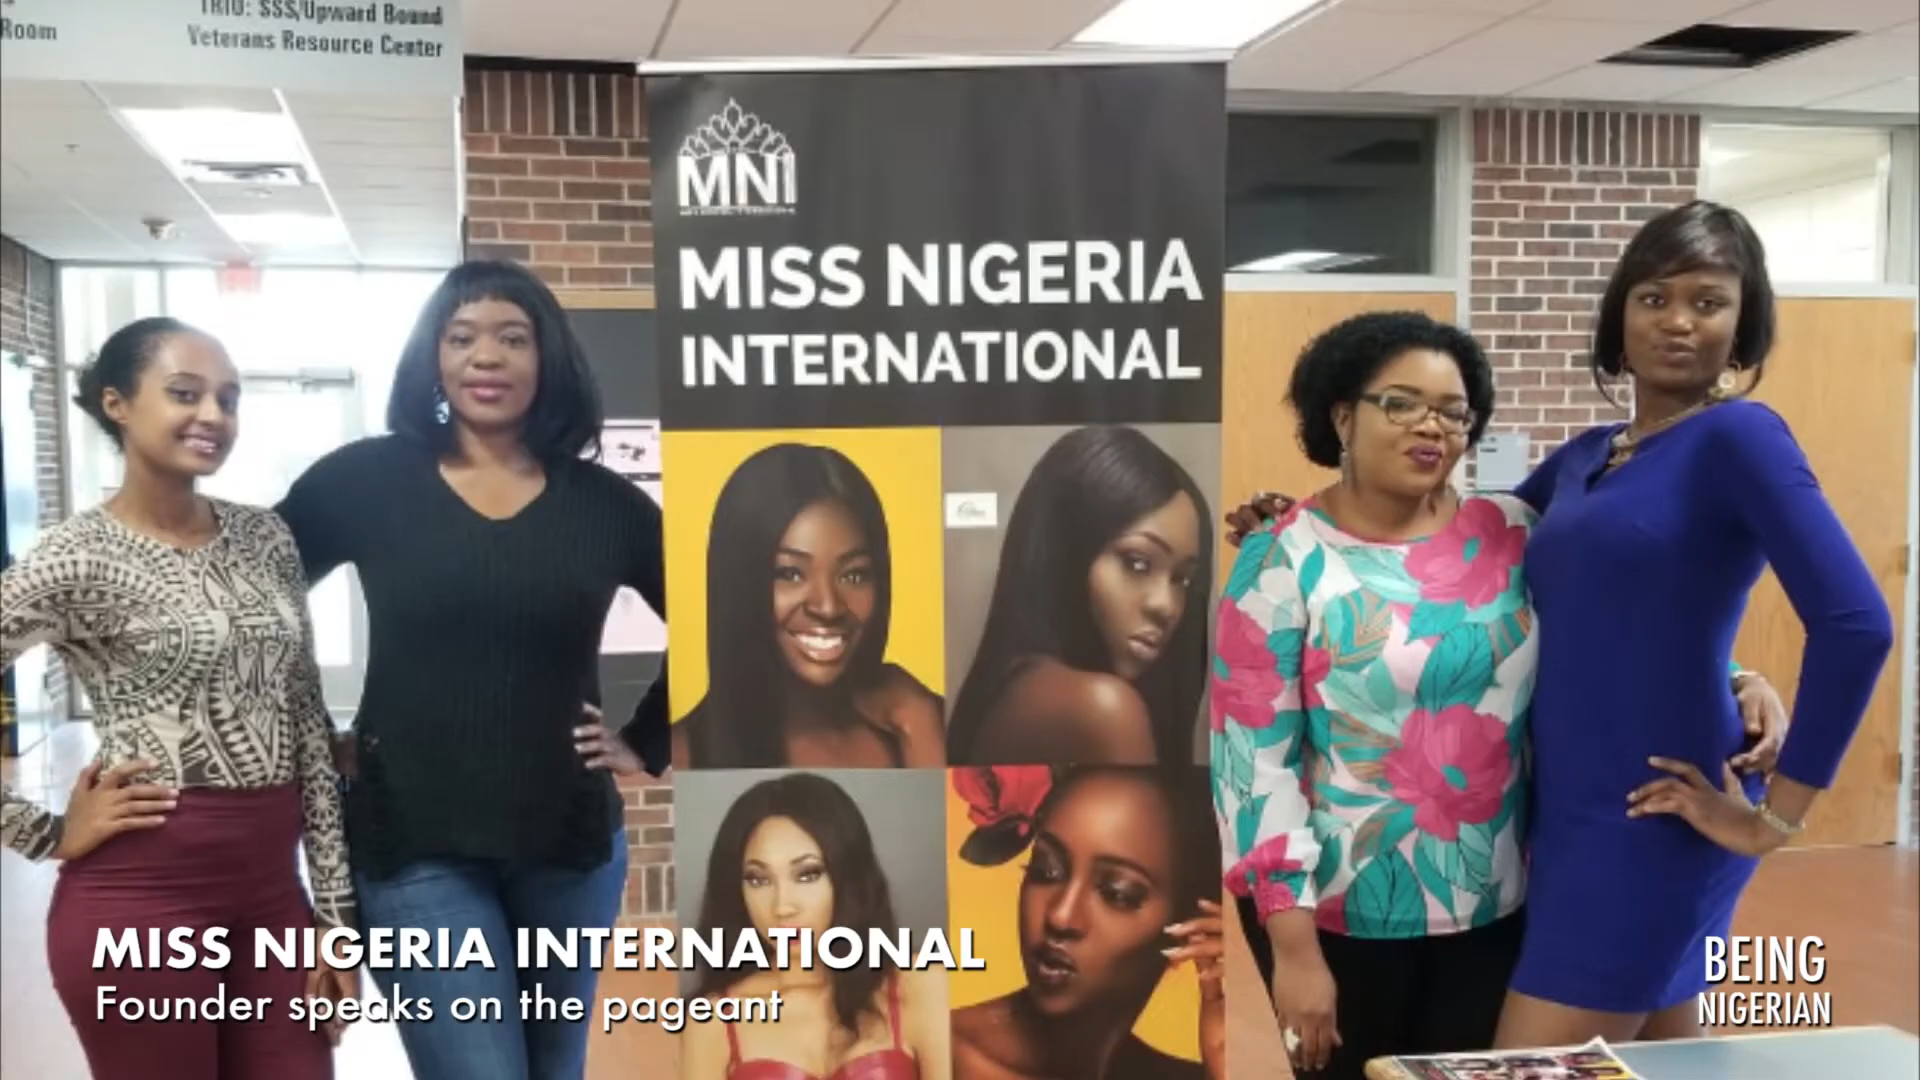 Room
TRIO: SSS/Upward Bound
Veterans Resource Center
MNI
MISS NIGERIA
INTERNATIONAL
MISS NIGERIA INTERNATIONAL
Founder speaks on the pageant
BEING
NIGERIAN